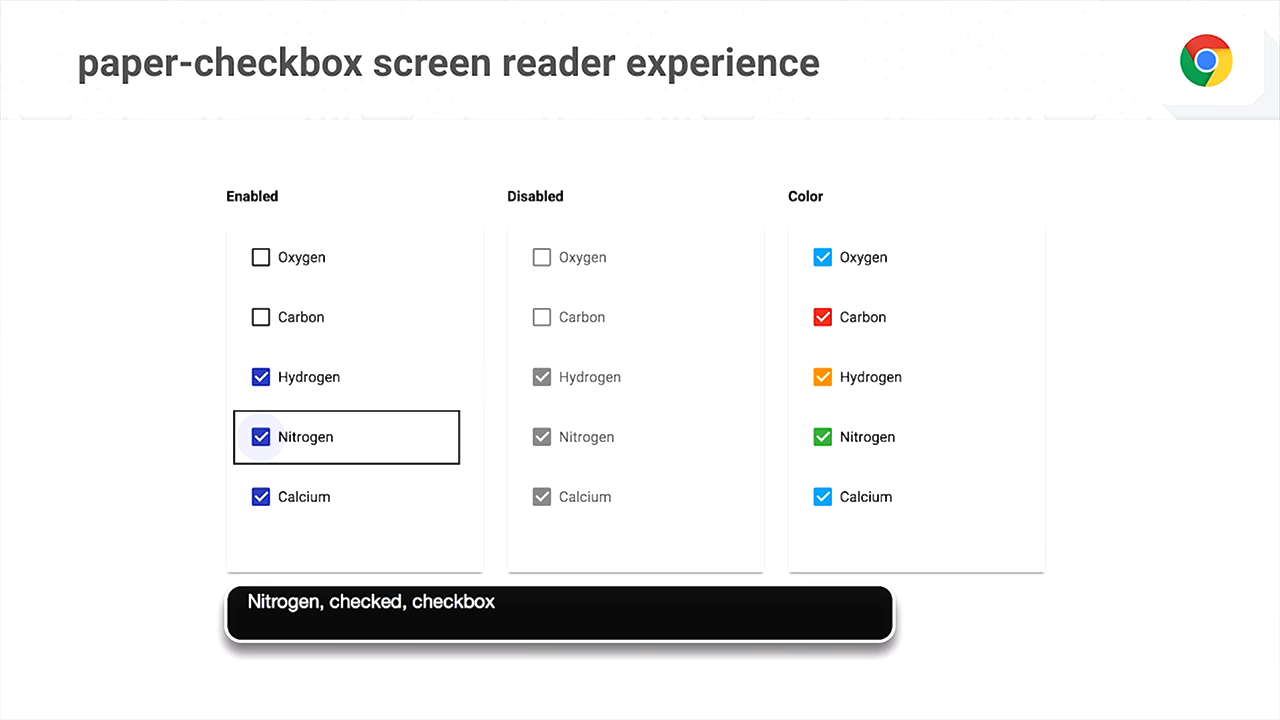 paper-checkbox screen reader experience
Enabled
Oxygen
Carbon
Hydrogen
Nitrogen
Calcium
Disabled
Oxygen
Carbon
Hydrogen
Nitrogen
Calcium
Color
Oxygen
Carbon
Hydrogen
Nitrogen
Calcium
Nitrogen, checked, checkbox